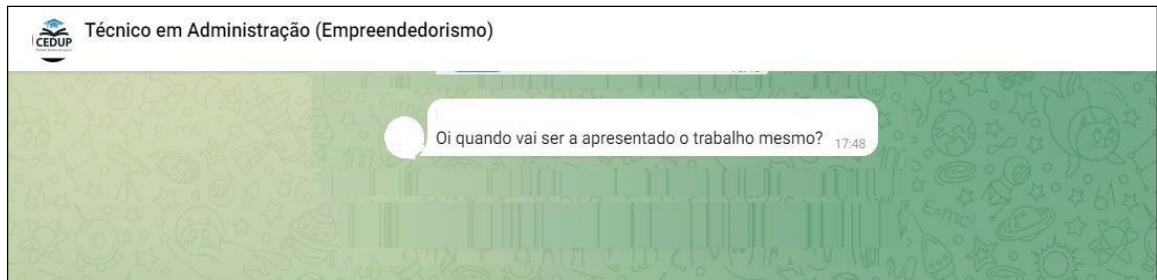 CEDUP
Técnico em Administração (Empreendedorismo)
Oi quando vai ser a apresentado o trabalho mesmo? 17:48